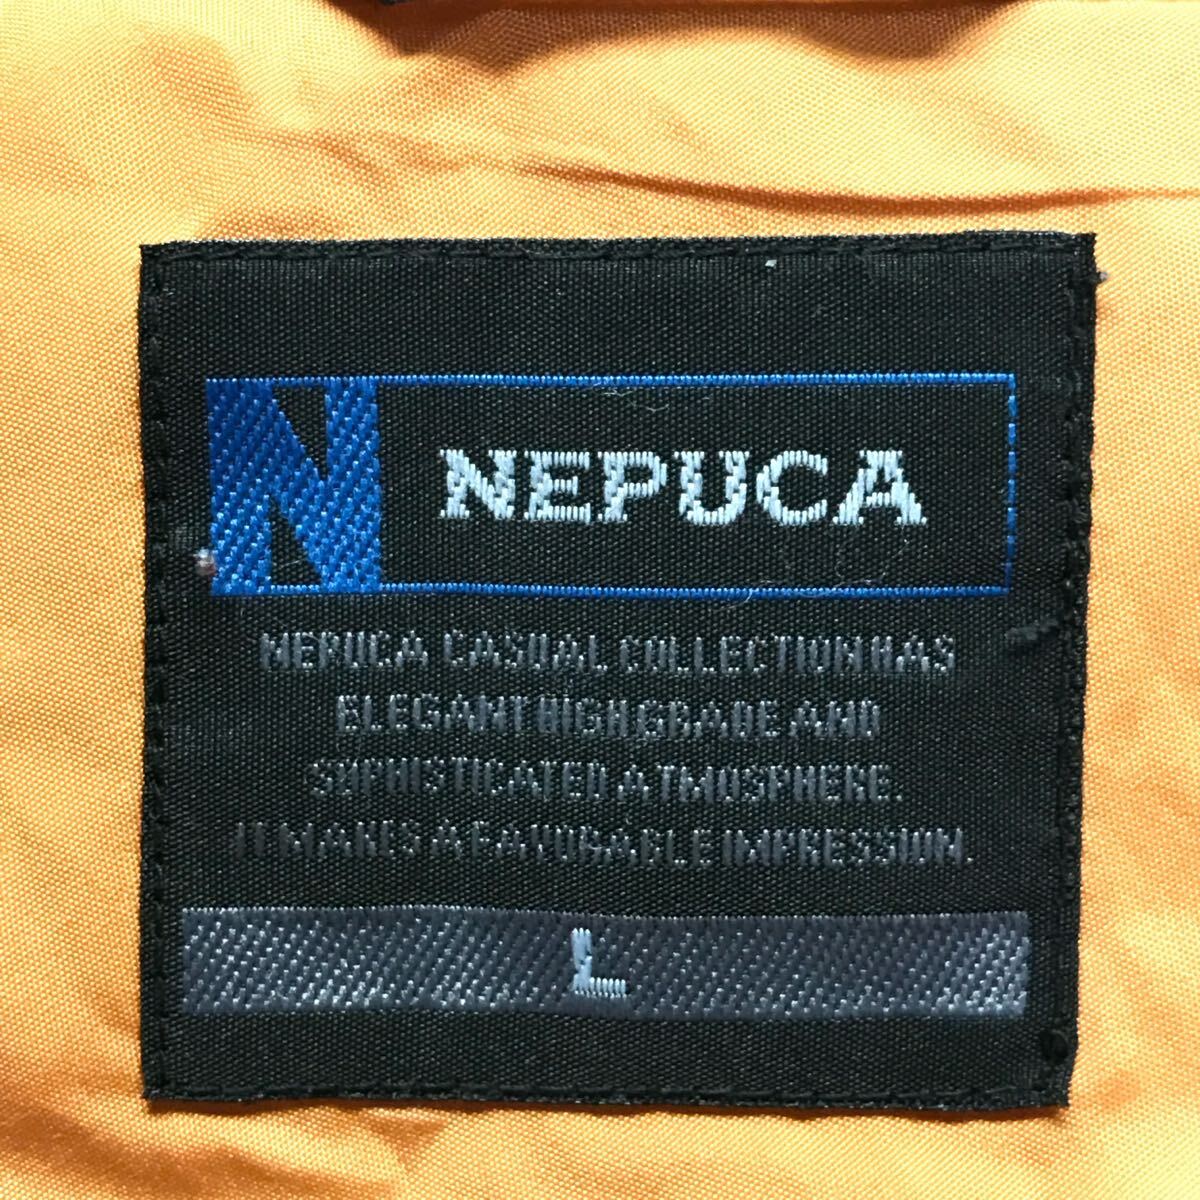 N NEPUCA
NEPUCA CASUAL COLLECTION HAS
ELEGANT HIGH GRADE AND
SOPHISTICATED ATMOSPHERE.
IT MAKES A FAVORABLE IMPRESSION.
L